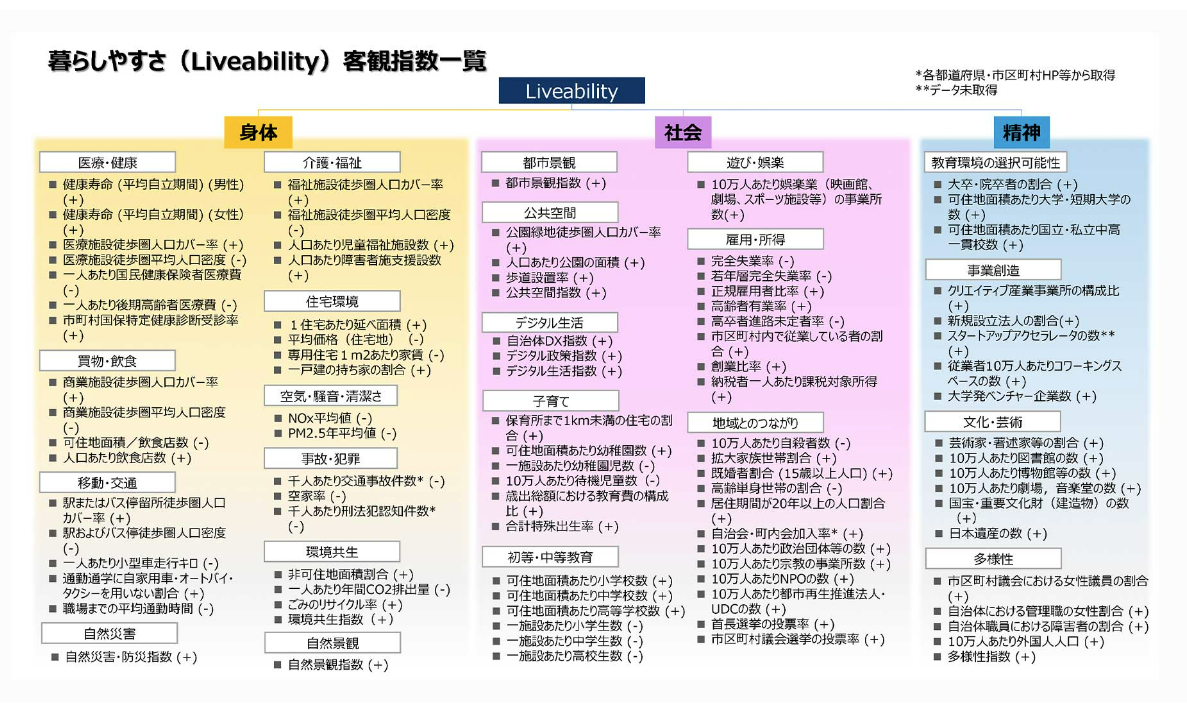 暮らしやすさ（Liveability）客観指数一覧
*各都道府県・市区町村HP等から取得
**データ未取得
Liveability
身体
医療・健康
■ 健康寿命 (平均自立期間) (男性)
(+)
■ 健康寿命 (平均自立期間) (女性)
(+)
■ 医療施設徒歩圏人口カバー率 (+)
■ 医療施設徒歩圏平均人口密度 (-)
■ 一人あたり国民健康保険者医療費
(-)
■ 一人あたり後期高齢者医療費 (-)
■ 市町村国保特定健康診断受診率
(+)
買物・飲食
■ 商業施設徒歩圏人口カバー率
(+)
■ 商業施設徒歩圏平均人口密度
(-)
■ 可住地面積／飲食店数 (-)
■ 人口あたり飲食店数 (+)
移動・交通
■ 駅またはバス停留所徒歩圏人口
カバー率 (+)
■ 駅およびバス停徒歩圏人口密度
(-)
■ 一人あたり小型車走行キロ (-)
■ 通勤通学に自家用車・オートバイ・
タクシーを用いない割合 (+)
■ 職場までの平均通勤時間 (-)
自然災害
■ 自然災害・防災指数 (+)
介護・福祉
■ 福祉施設徒歩圏人口カバー率
(+)
■ 福祉施設徒歩圏平均人口密度
(-)
■ 人口あたり児童福祉施設数 (+)
■ 人口あたり障害者施支援設数
(+)
住宅環境
■ １住宅あたり延べ面積 (+)
■ 平均価格（住宅地） (-)
■ 専用住宅１m2あたり家賃 (-)
■ 一戸建の持ち家の割合 (+)
空気・騒音・清潔さ
■ NOx平均値 (-)
■ PM2.5年平均値 (-)
事故・犯罪
■ 千人あたり交通事故件数* (-)
■ 空家率 (-)
■ 千人あたり刑法犯認知件数*
(-)
環境共生
■ 非可住地面積割合 (+)
■ 一人あたり年間CO2排出量 (-)
■ ごみのリサイクル率 (+)
■ 環境共生指数 (+)
自然景観
■ 自然景観指数 (+)
社会
都市景観
■ 都市景観指数 (+)
公共空間
■ 公園緑地徒歩圏人口カバー率
(+)
■ 人口あたり公園の面積 (+)
■ 歩道設置率 (+)
■ 公共空間指数 (+)
デジタル生活
■ 自治体DX指数 (+)
■ デジタル政策指数 (+)
■ デジタル生活指数 (+)
子育て
■ 保育所まで1km未満の住宅の割
合 (+)
■ 可住地面積あたり幼稚園数 (+)
■ 一施設あたり幼稚園児数 (-)
■ 10万人あたり待機児童数 (-)
■ 歳出総額における教育費の構成
比 (+)
■ 合計特殊出生率 (+)
初等・中等教育
■ 可住地面積あたり小学校数 (+)
■ 可住地面積あたり中学校数 (+)
■ 可住地面積あたり高等学校数 (+)
■ 一施設あたり小学生数 (-)
■ 一施設あたり中学生数 (-)
■ 一施設あたり高校生数 (-)
遊び・娯楽
■ 10万人あたり娯楽業（映画館、
劇場、スポーツ施設等）の事業所
数(+)
雇用・所得
■ 完全失業率 (-)
■ 若年層完全失業率 (-)
■ 正規雇用者比率 (+)
■ 高齢者有業率 (+)
■ 高卒者進路未定者率 (-)
■ 市区町村内で従業している者の割
合 (+)
■ 創業比率 (+)
■ 納税者一人あたり課税対象所得
(+)
地域とのつながり
■ 10万人あたり自殺者数 (-)
■ 拡大家族世帯割合 (+)
■ 既婚者割合 (15歳以上人口) (+)
■ 高齢単身世帯の割合 (-)
■ 居住期間が20年以上の人口割合
(+)
■ 自治会・町内会加入率* (+)
■ 10万人あたり政治団体等の数 (+)
■ 10万人あたり宗教の事業所数 (+)
■ 10万人あたりNPOの数 (+)
■ 10万人あたり都市再生推進法人・
UDCの数 (+)
■ 首長選挙の投票率 (+)
■ 市区町村議会選挙の投票率 (+)
精神
教育環境の選択可能性
■ 大卒・院卒者の割合 (+)
■ 可住地面積あたり大学・短期大学の
数 (+)
■ 可住地面積あたり国立・私立中高
一貫校数 (+)
事業創造
■ クリエイティブ産業事業所の構成比
(+)
■ 新規設立法人の割合(+)
■ スタートアップアクセラレータの数**
(+)
■ 従業者10万人あたりコワーキングス
ペースの数 (+)
■ 大学発ベンチャー企業数 (+)
文化・芸術
■ 芸術家・著述家等の割合 (+)
■ 10万人あたり図書館の数 (+)
■ 10万人あたり博物館等の数 (+)
■ 10万人あたり劇場，音楽堂の数 (+)
■ 国宝・重要文化財（建造物）の数
(+)
■ 日本遺産の数 (+)
多様性
■ 市区町村議会における女性議員の割合
(+)
■ 自治体における管理職の女性割合 (+)
■ 自治体職員における障害者の割合 (+)
■ 10万人あたり外国人人口 (+)
■ 多様性指数 (+)